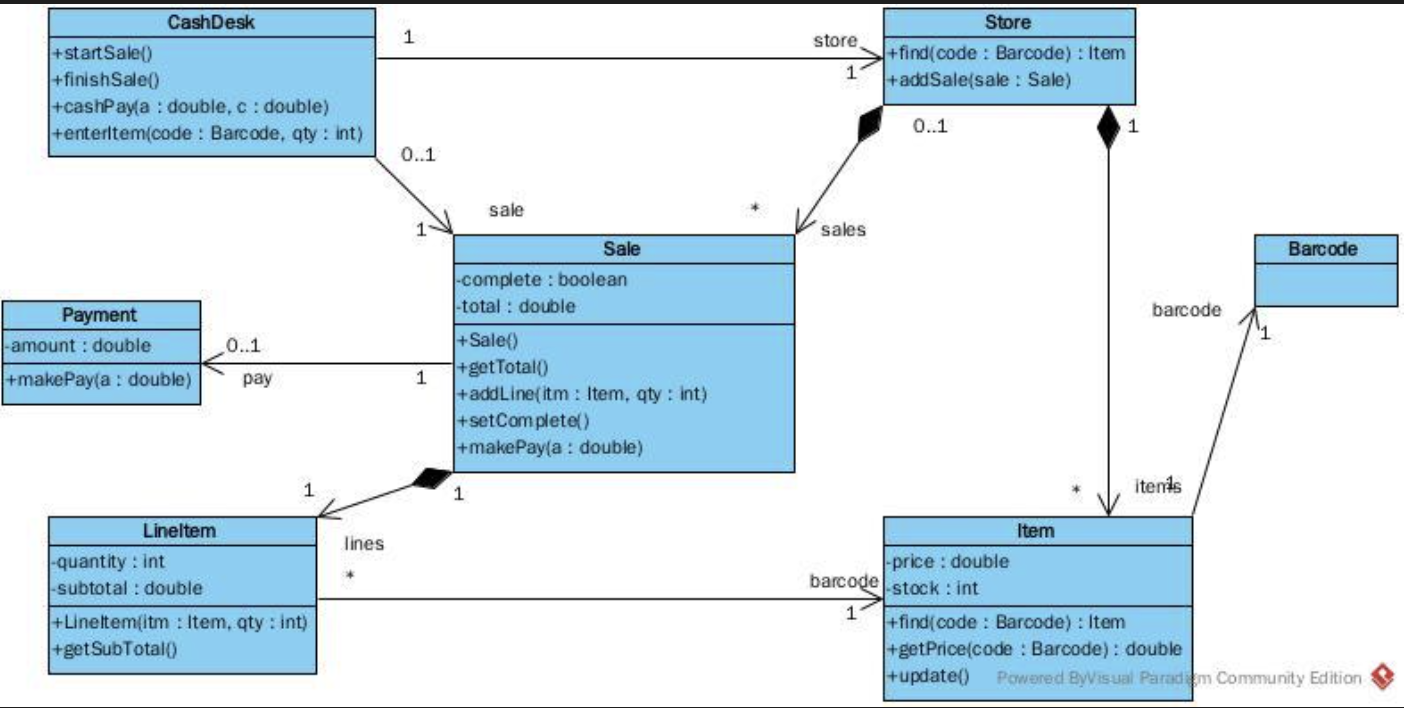 CashDesk
+startSale()
+finishSale()
+cashPay(a : double, c : double)
+enterItem(code : Barcode, qty : int)
1
store
1
Store
+find(code : Barcode) : Item
+addSale(sale : Sale)
0..1
sale
1
0..1
*
sales
1
Sale
-complete : boolean
-total : double
+Sale()
+getTotal()
+addLine(itm : Item, qty : int)
+setComplete()
+makePay(a : double)
Barcode
barcode
1
Payment
-amount : double
+makePay(a : double)
0..1
pay
1
1
1
lines
*
LineItem
-quantity : int
-subtotal : double
+LineItem(itm : Item, qty : int)
+getSubTotal()
barcode
1
*
items
1
Item
-price : double
-stock : int
+find(code : Barcode) : Item
+getPrice(code : Barcode) : double
+update()
Powered ByVisual Paradigm Community Edition